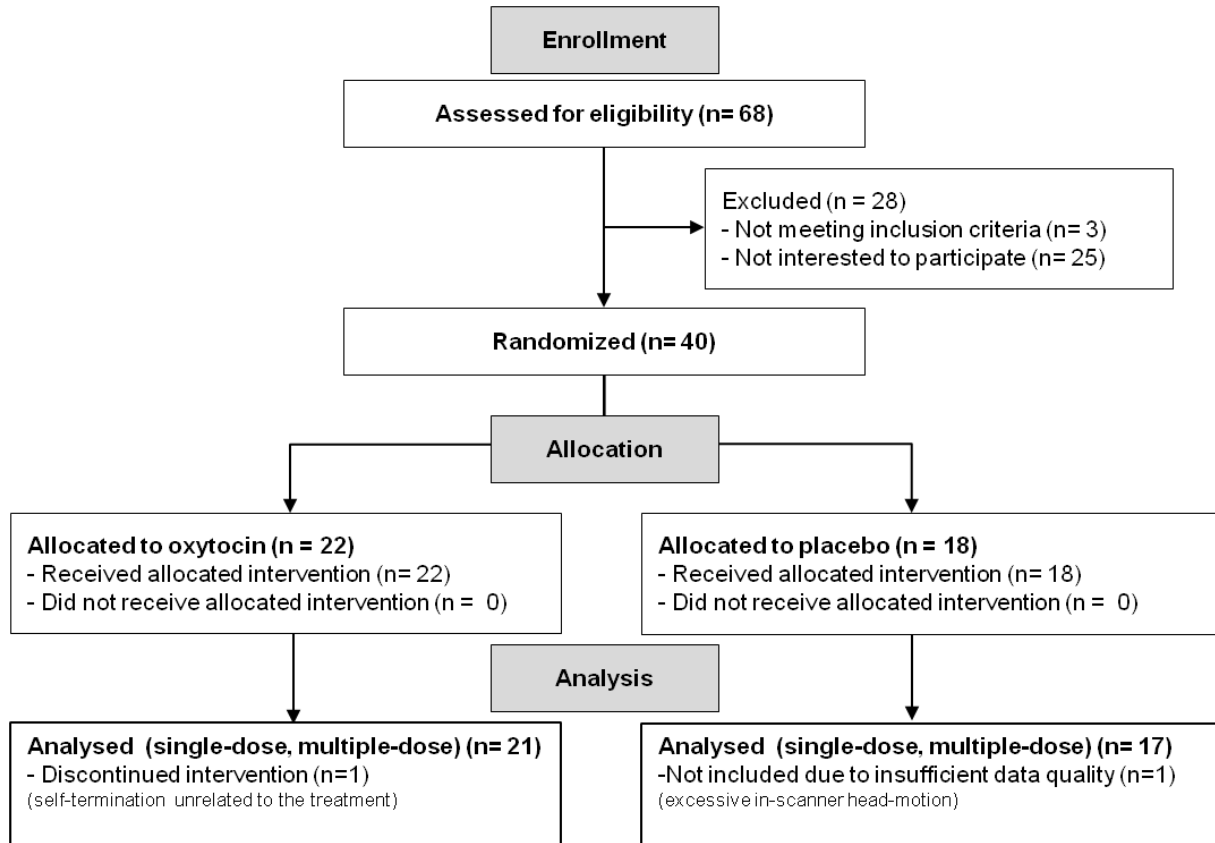 Enrollment
Assessed for eligibility (n= 68)
Excluded (n = 28)
- Not meeting inclusion criteria (n= 3)
- Not interested to participate (n= 25)
Randomized (n= 40)
Allocation
Allocated to oxytocin (n = 22)
- Received allocated intervention (n= 22)
- Did not receive allocated intervention (n = 0)
Allocated to placebo (n = 18)
- Received allocated intervention (n= 18)
- Did not receive allocated intervention (n = 0)
Analysis
Analysed (single-dose, multiple-dose) (n= 21)
- Discontinued intervention (n=1)
(self-termination unrelated to the treatment)
Analysed (single-dose, multiple-dose) (n= 17)
-Not included due to insufficient data quality (n=1)
(excessive in-scanner head-motion)